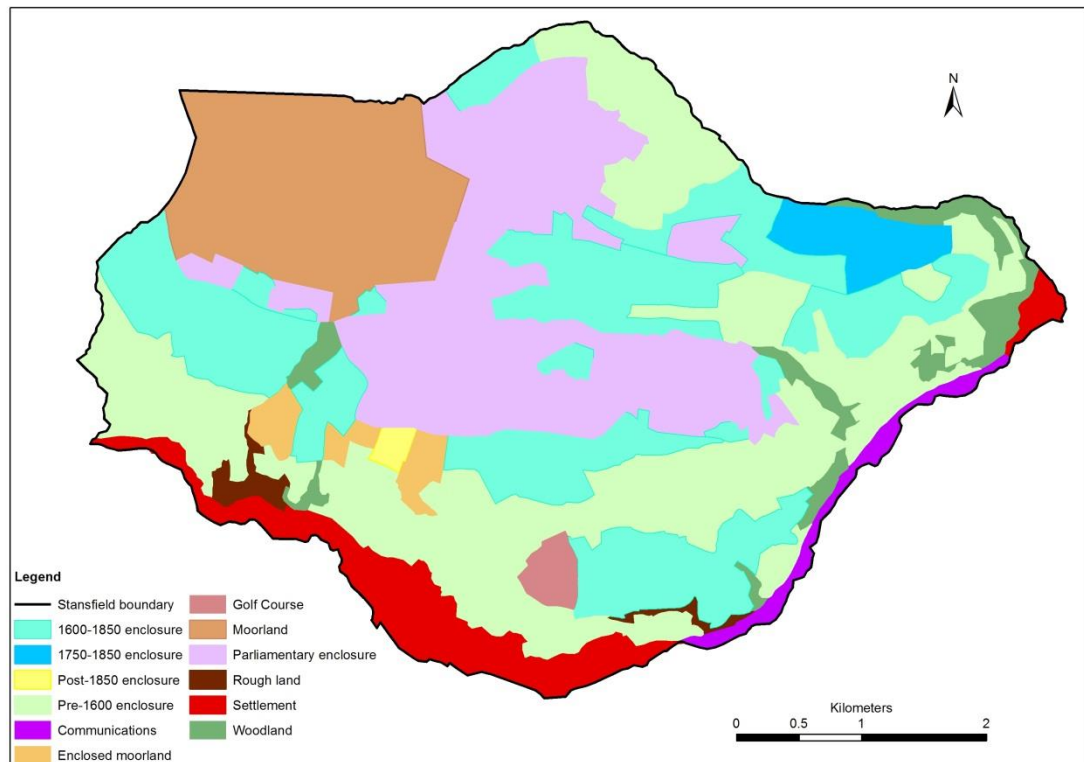 N
Legend
Stansfield boundary
1600-1850 enclosure
1750-1850 enclosure
Post-1850 enclosure
Pre-1600 enclosure
Communications
Enclosed moorland
Golf Course
Moorland
Parliamentary enclosure
Rough land
Settlement
Woodland
Kilometers
0 0.5 1 2